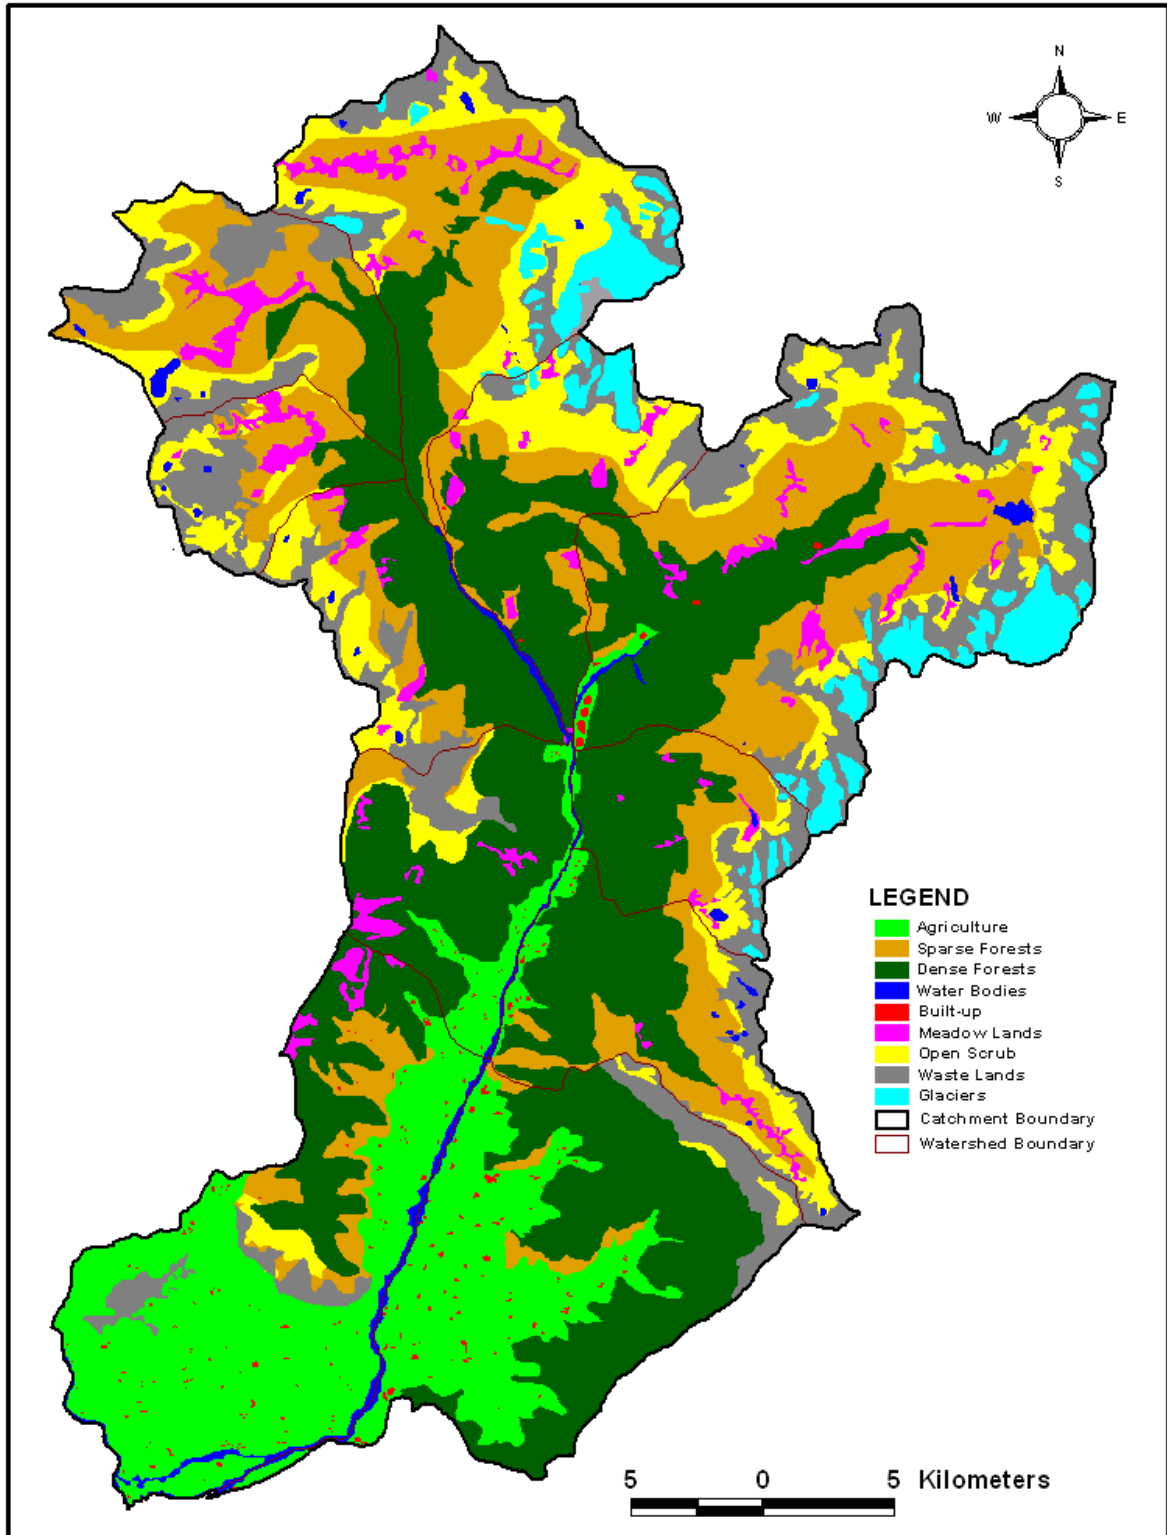 N
W E
S
LEGEND
Agriculture
Sparse Forests
Dense Forests
Water Bodies
Built-up
Meadow Lands
Open Scrub
Waste Lands
Glaciers
Catchment Boundary
Watershed Boundary
5 0 5 Kilometers